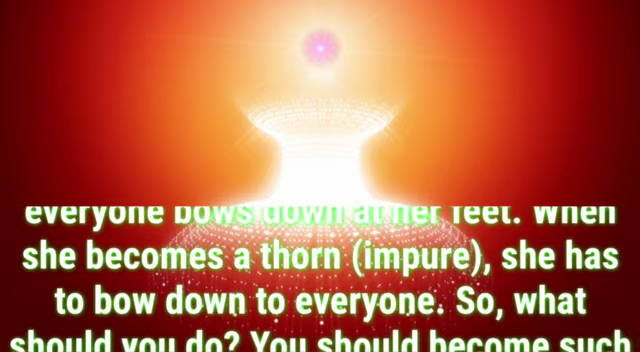 everyone bows down at her feet. When
she becomes a thorn (impure), she has
to bow down to everyone. So, what
should you do? You should become such